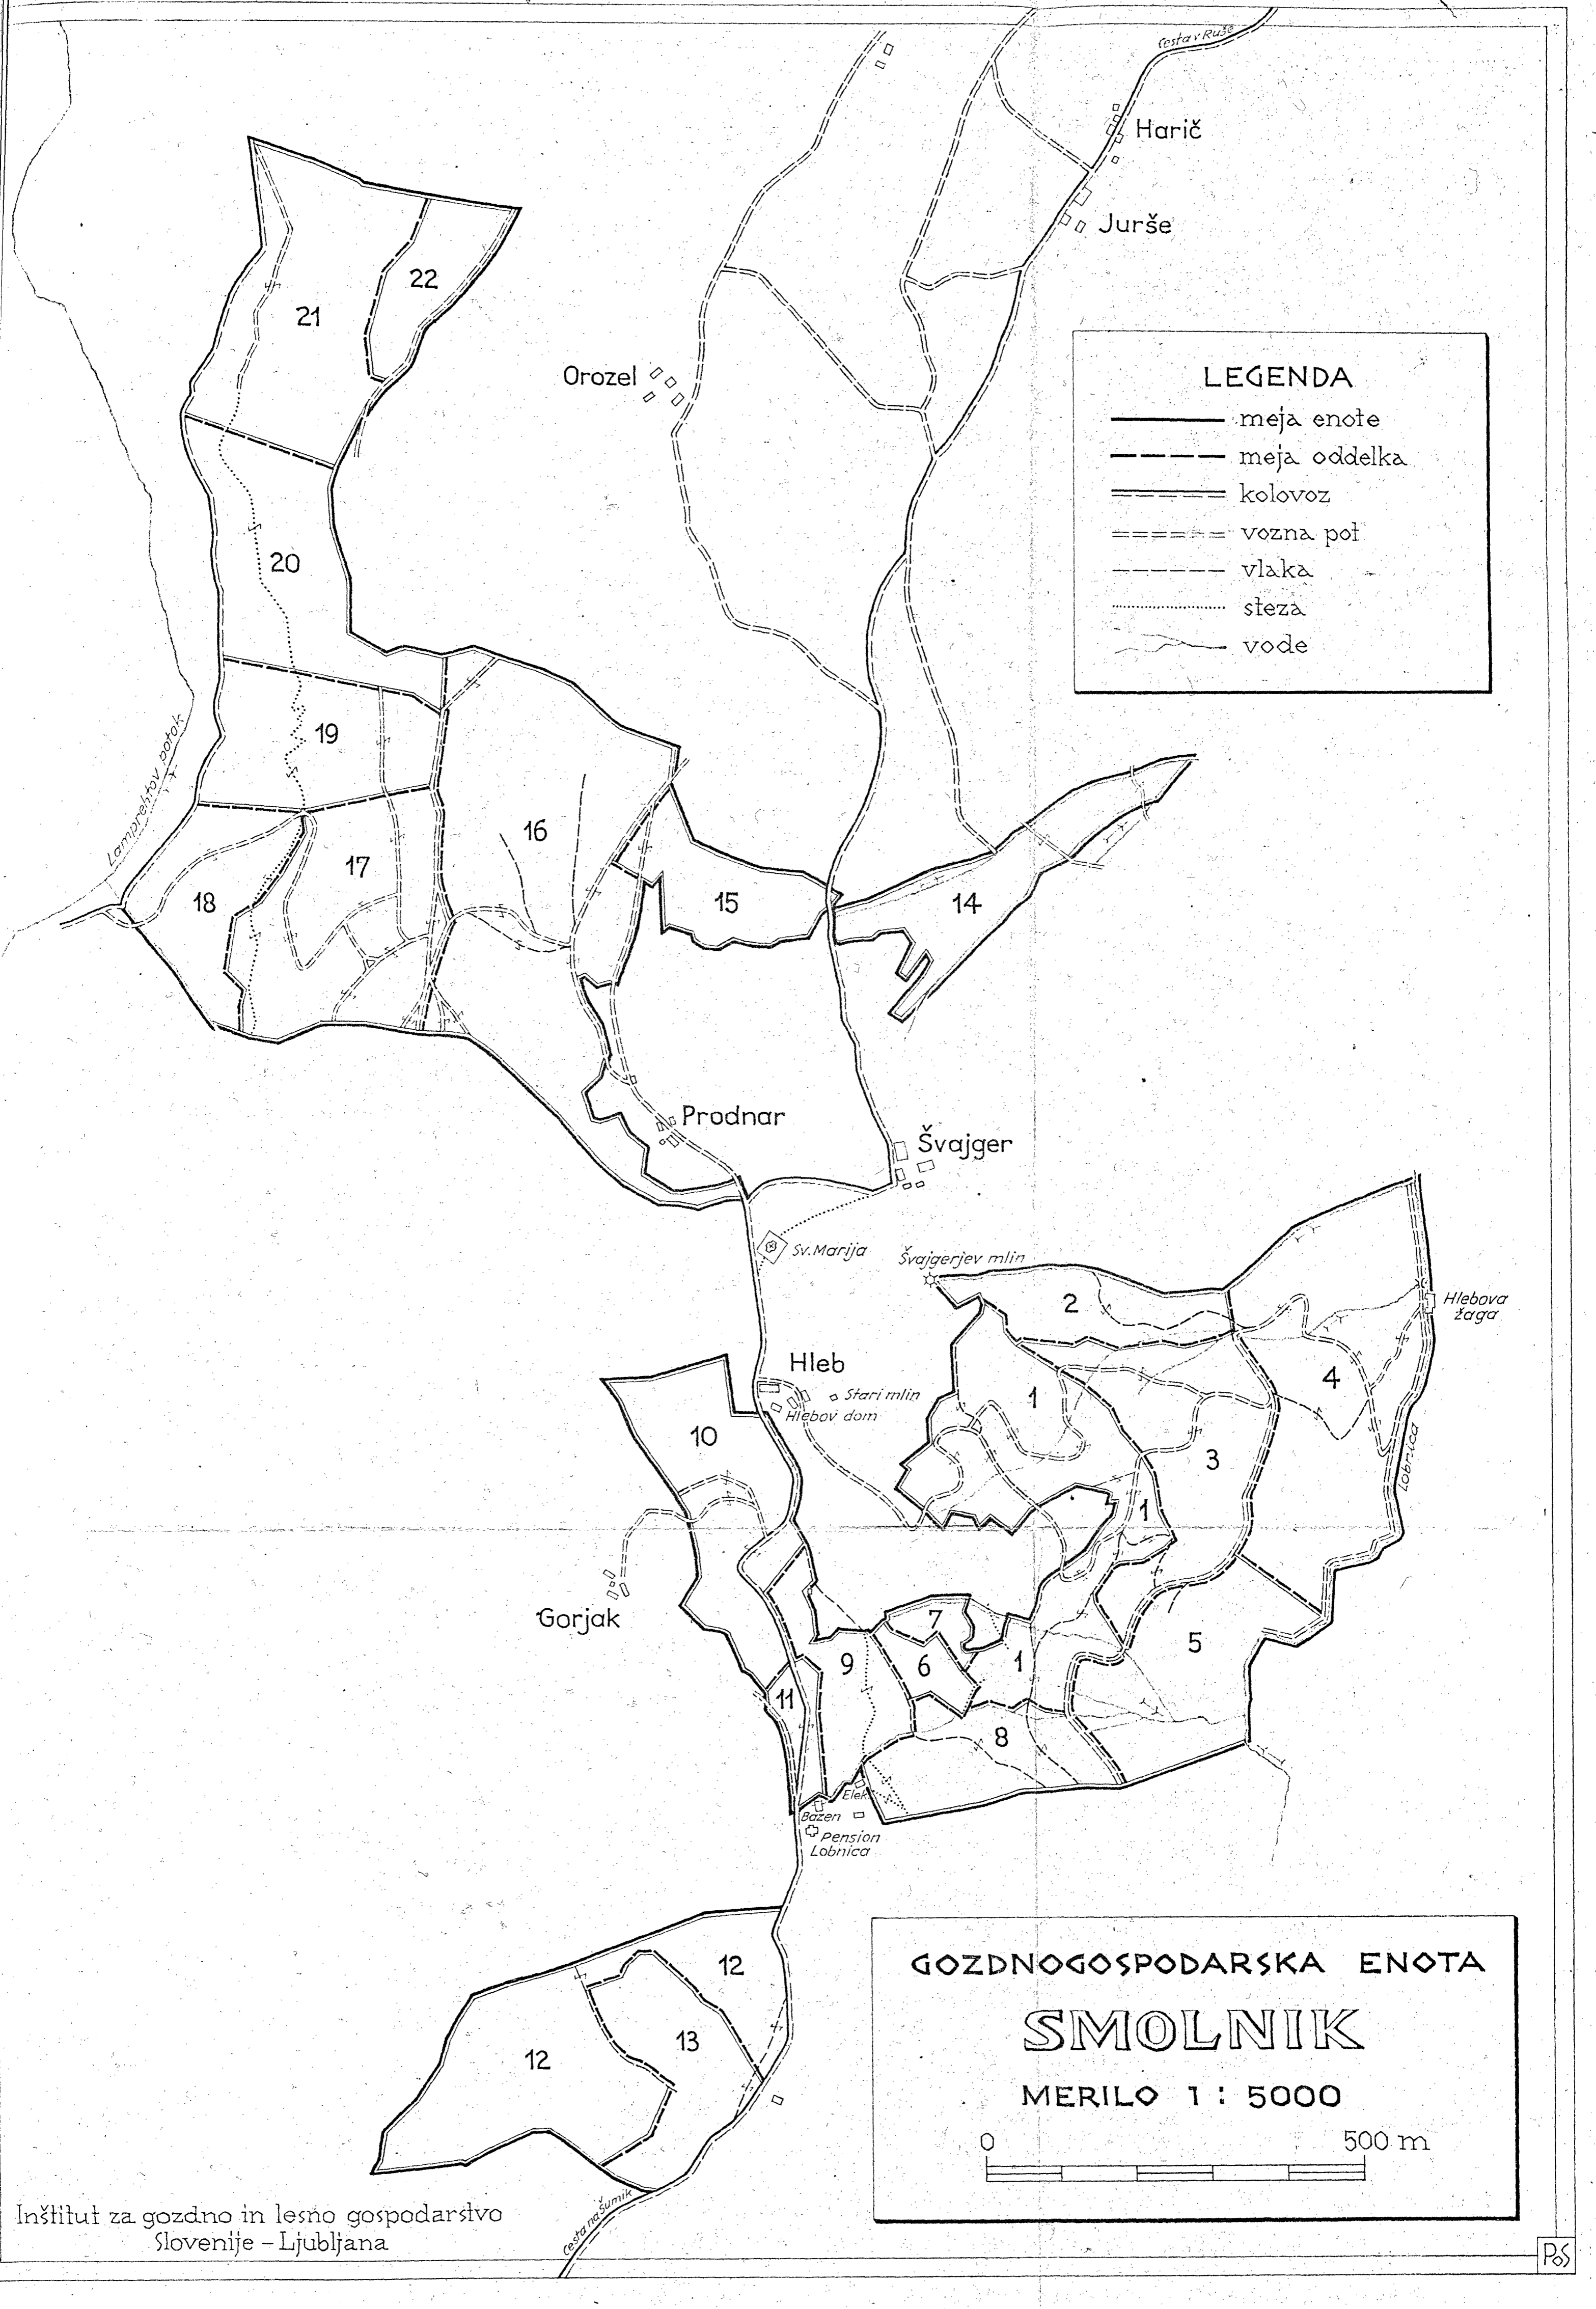 Cesta v Ruše
Harič
Jurše
22
21
Orozel
LEGENDA
meja enote
meja oddelka
kolovoz
vozna pot
vlaka
steza
vode
20
19
Lamprehtov potok
16
17
18
15
14
Prodnar
Švajger
Sv. Marija
Švajgerjev mlin
2
Hlebova
žaga
Hleb
4
1
Stari mlin
Hlebov dom
10
3
Lobnica
1
Gorjak
7
5
9
6
1
11
8
Elek.
Bazen
Pension
Lobnica
12
13
12
GOZDNOGOSPODARSKA ENOTA
SMOLNIK
MERILO 1 : 5000
0 500 m
Cesta na Šumik
Inštitut za gozdno in lesno gospodarstvo
Slovenije – Ljubljana
PoS